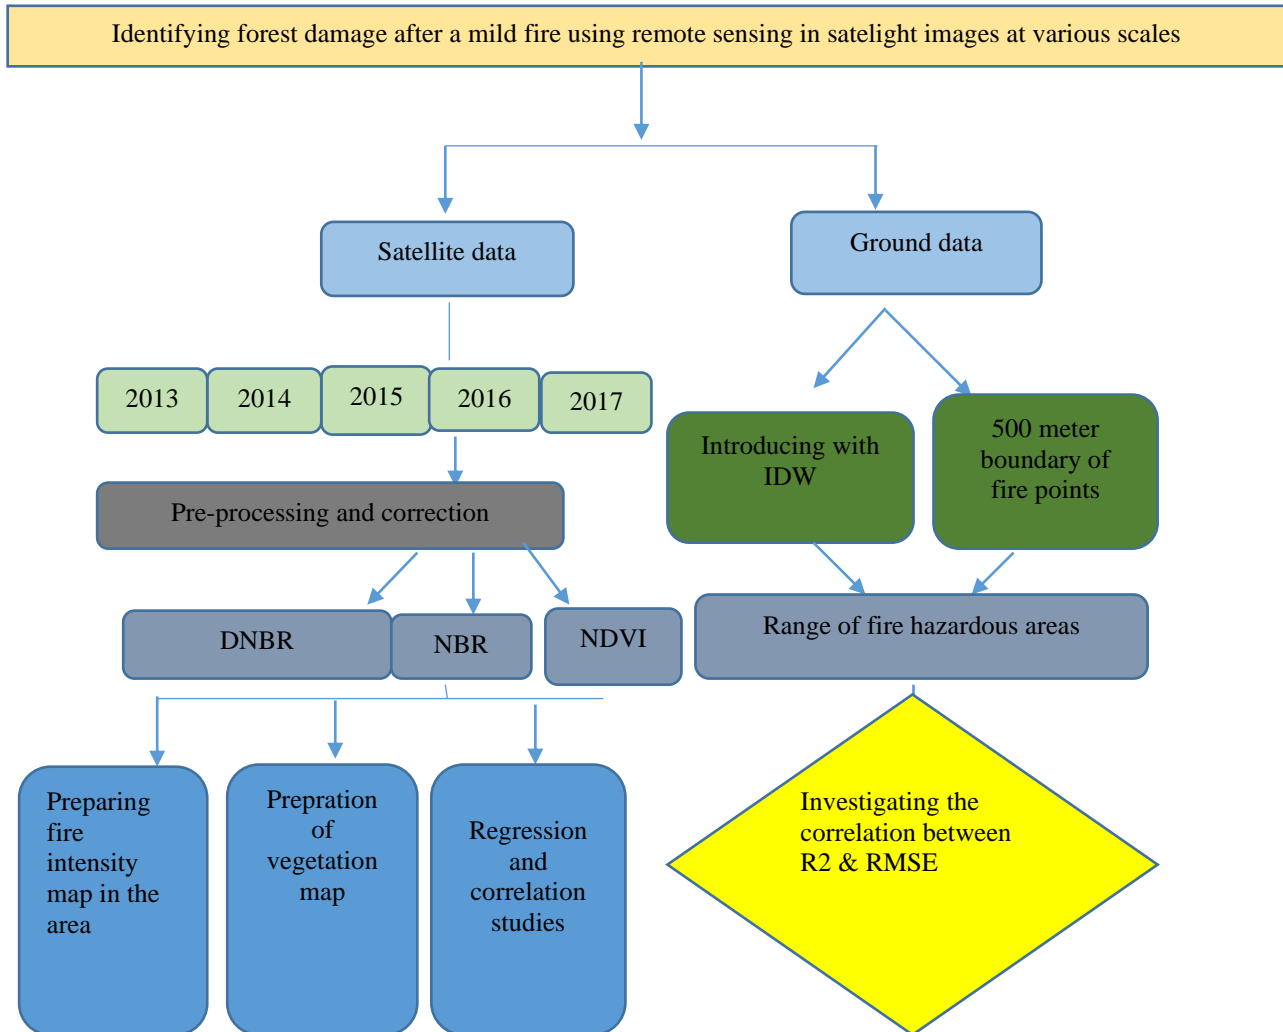 Identifying forest damage after a mild fire using remote sensing in satelight images at various scales
Satellite data
Ground data
2013
2014
2015
2016
2017
Introducing with
IDW
500 meter
boundary of
fire points
Pre-processing and correction
DNBR
NBR
NDVI
Range of fire hazardous areas
Preparing
fire
intensity
map in the
area
Prepration
of
vegetation
map
Regression
and
correlation
studies
Investigating the
correlation between
R2 & RMSE